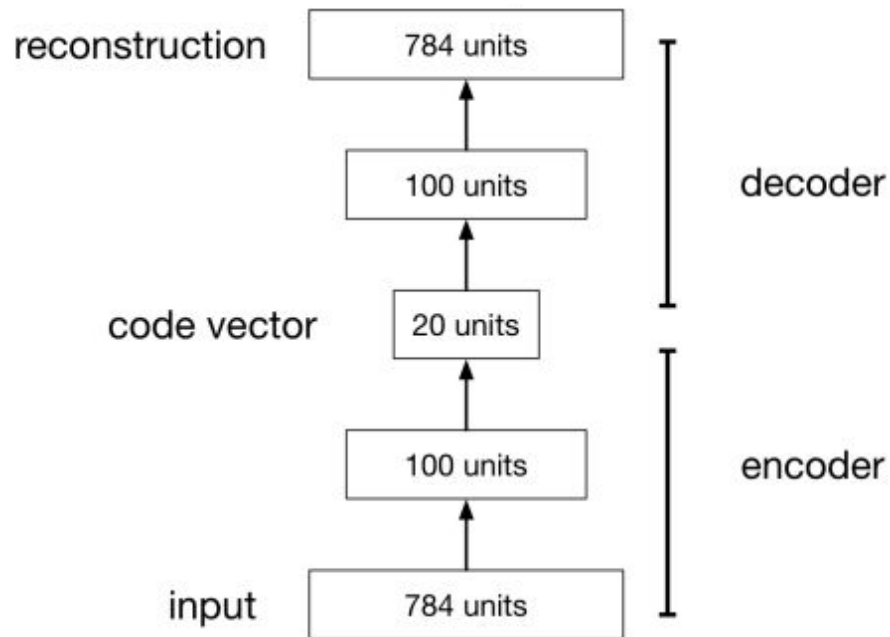 reconstruction
784 units
100 units
decoder
code vector
20 units
100 units
encoder
input
784 units